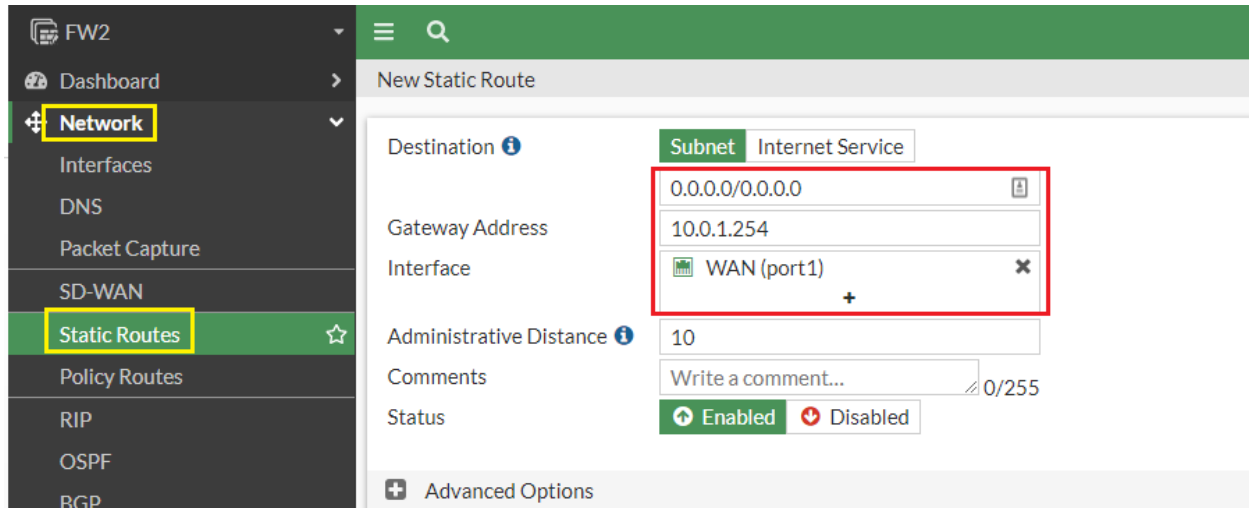 FW2
Dashboard
Network
Interfaces
DNS
Packet Capture
SD-WAN
Static Routes
Policy Routes
RIP
OSPF
BGP
New Static Route
Destination
Subnet Internet Service
0.0.0.0/0.0.0.0
Gateway Address 10.0.1.254
Interface WAN (port1)
+
Administrative Distance 10
Comments Write a comment... 0/255
Status Enabled Disabled
Advanced Options